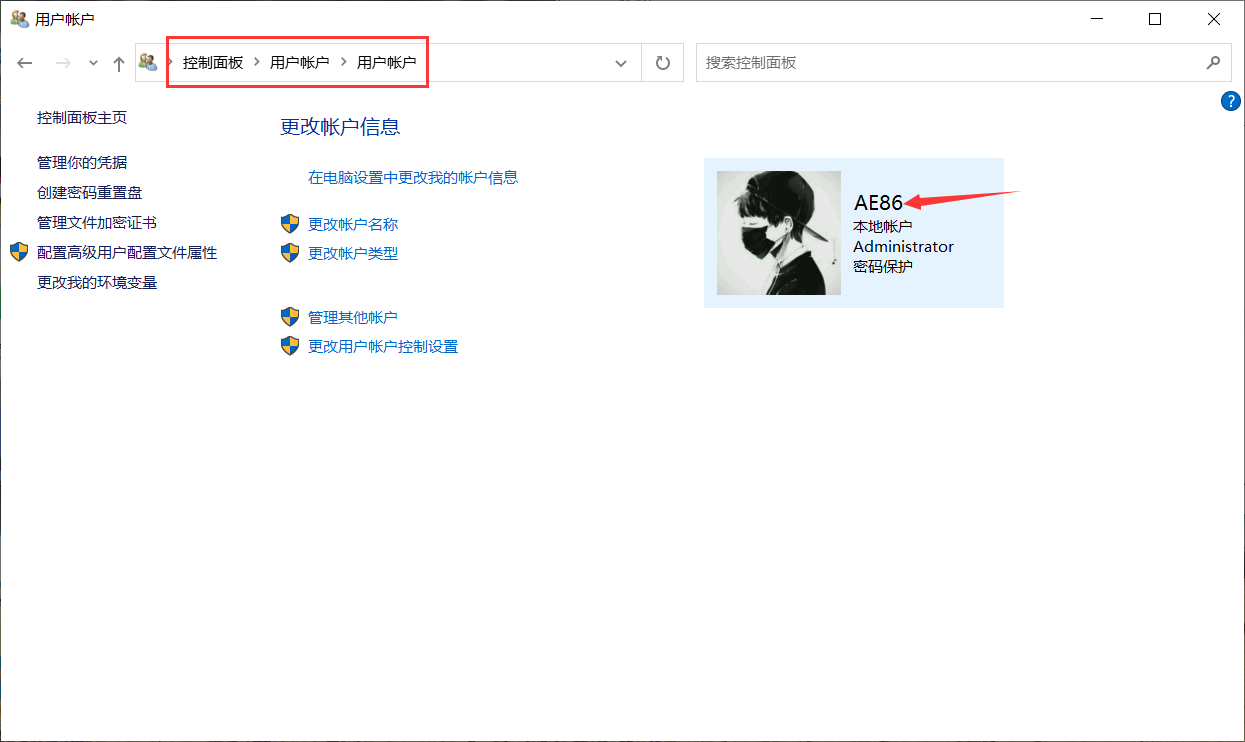 用户帐户
控制面板 > 用户帐户 > 用户帐户
搜索控制面板
?
控制面板主页
管理你的凭据
创建密码重置盘
管理文件加密证书
配置高级用户配置文件属性
更改我的环境变量
更改帐户信息
在电脑设置中更改我的帐户信息
更改帐户名称
更改帐户类型
管理其他帐户
更改用户帐户控制设置
AE86
本地帐户
Administrator
密码保护